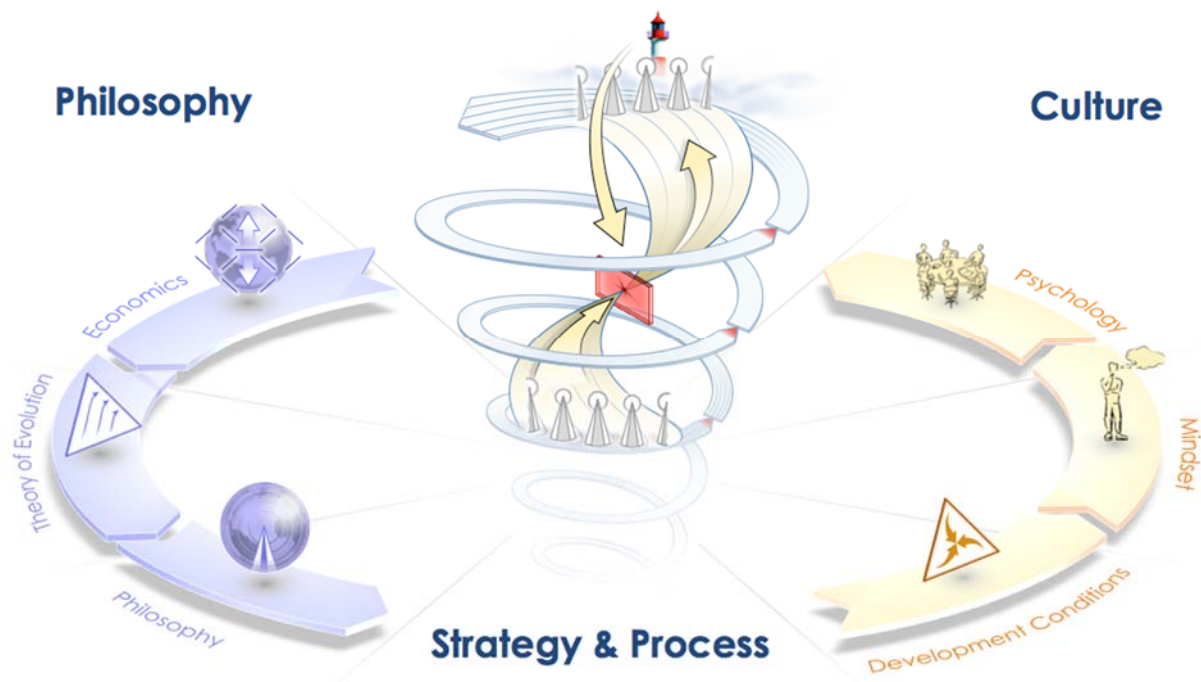 Philosophy
Culture
Economics
Theory of Evolution
Philosophy
Psychology
Mindset
Development Conditions
Strategy & Process